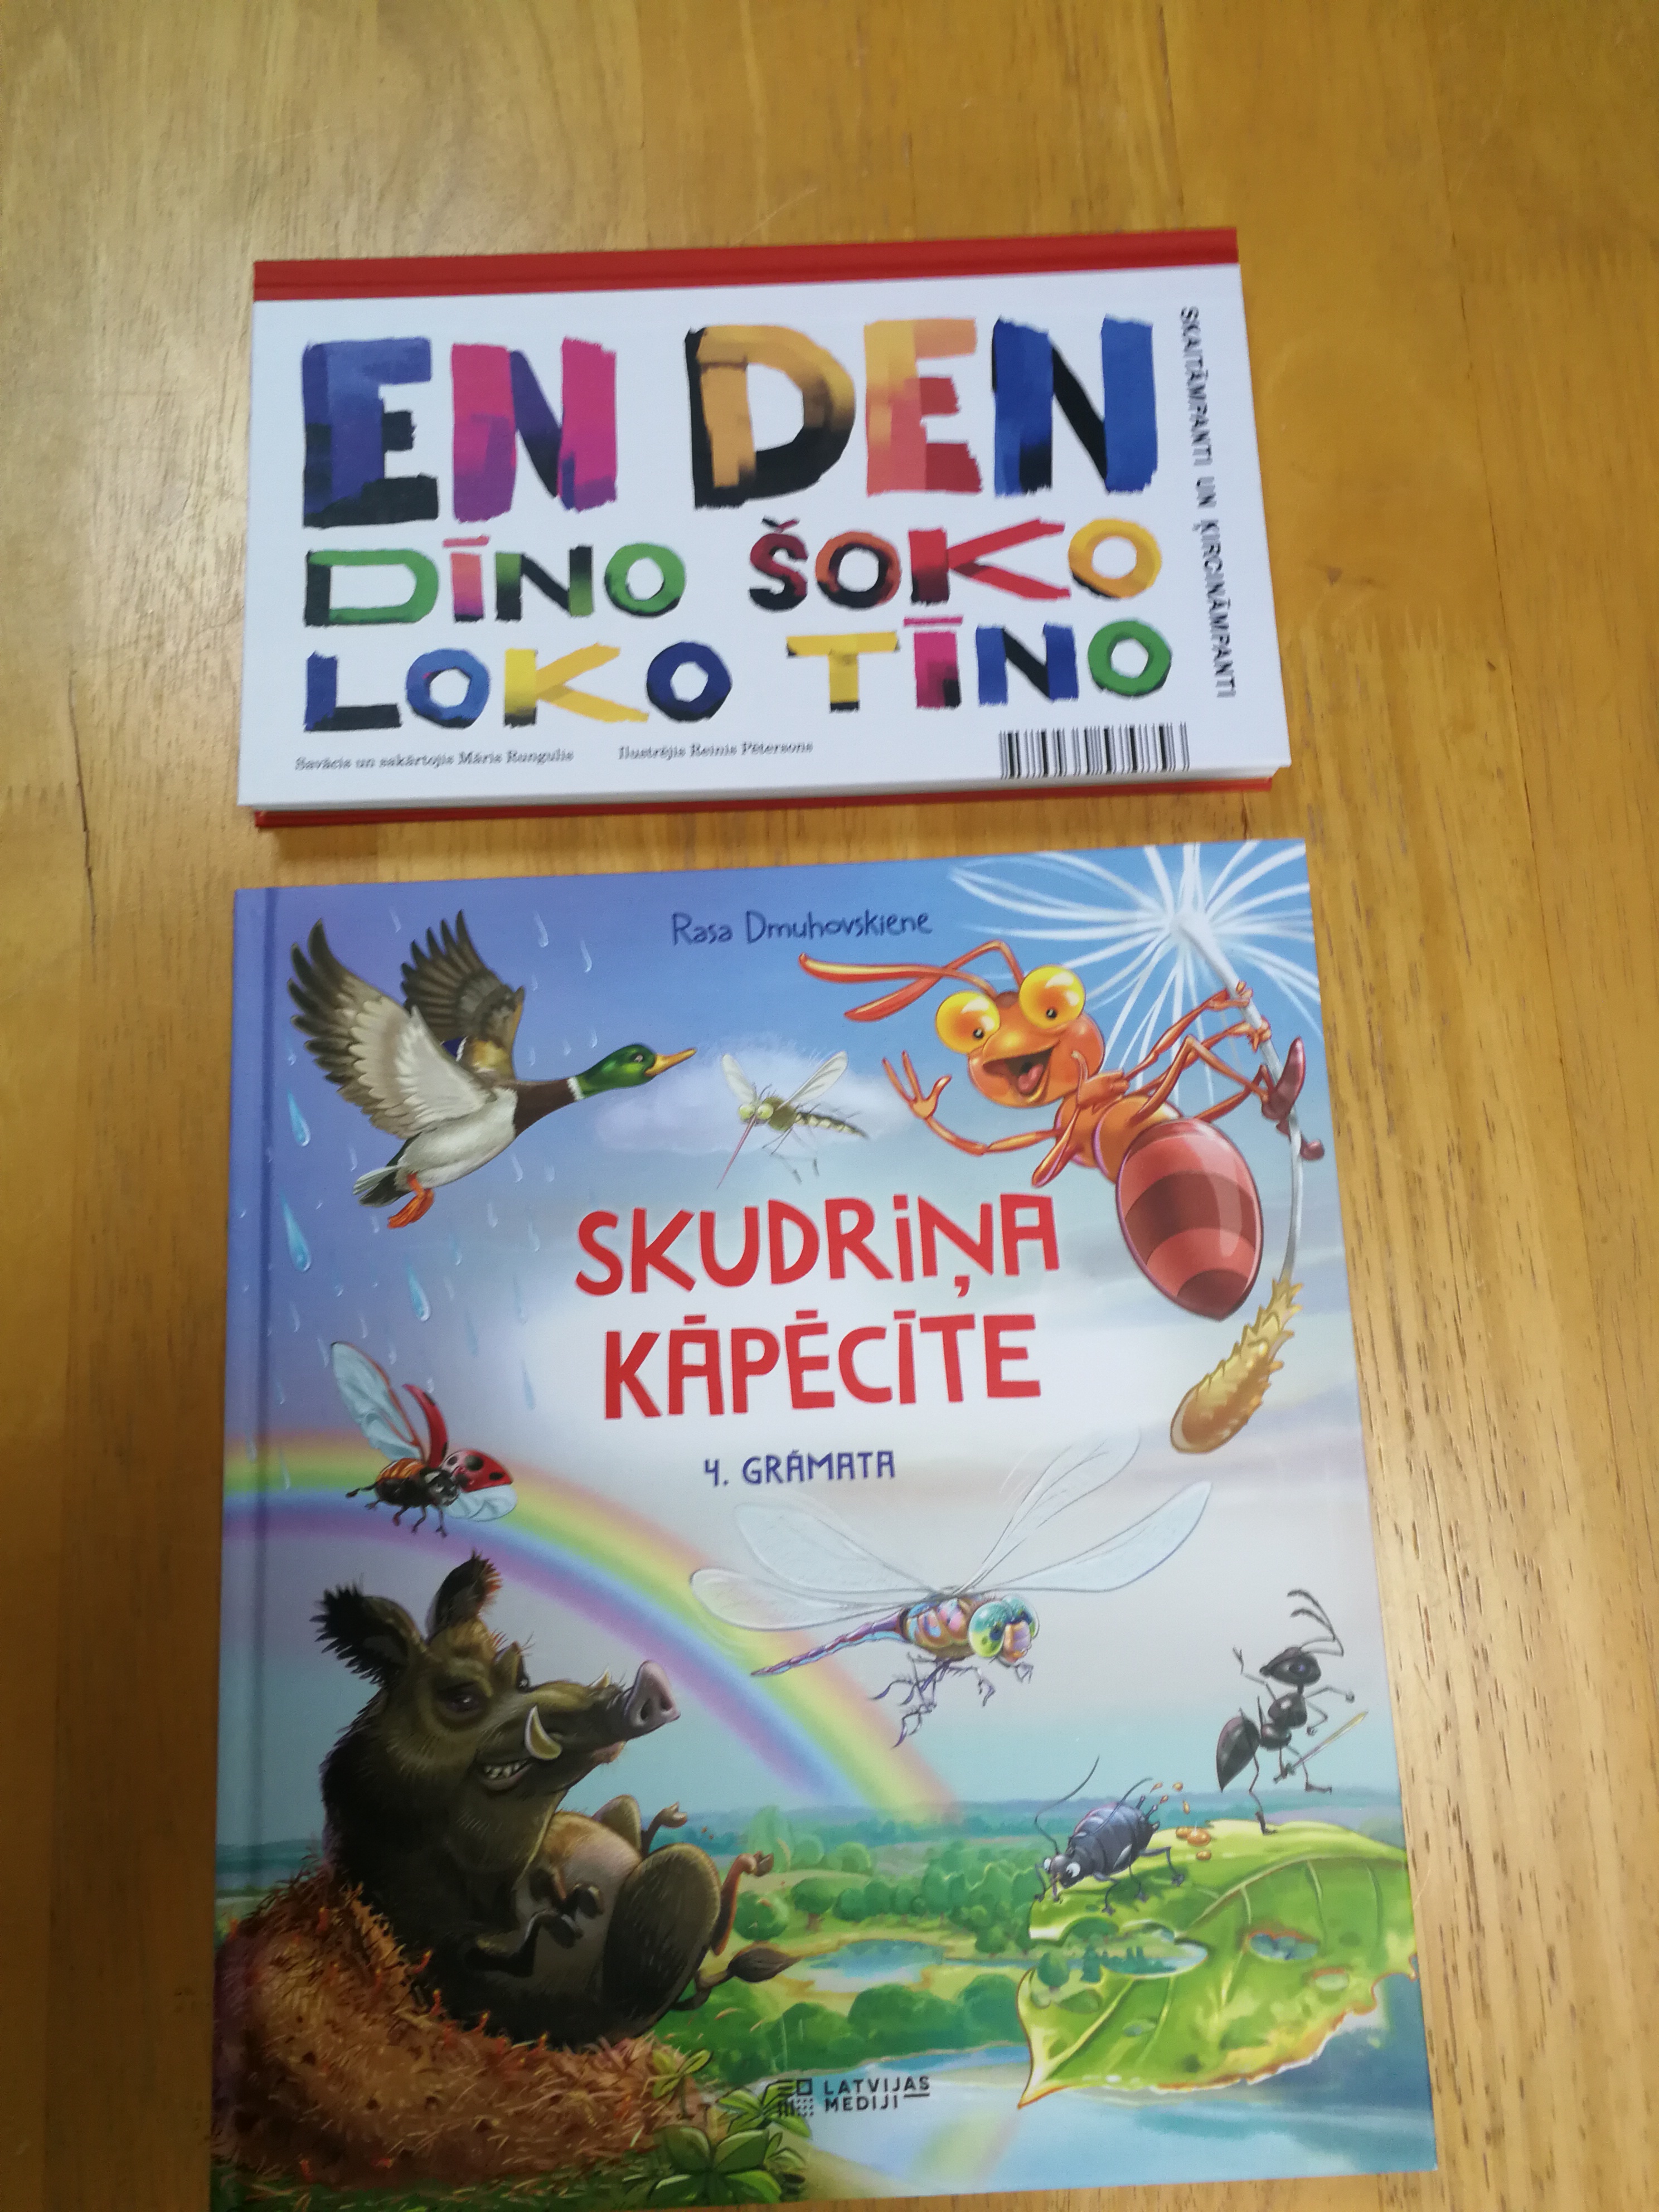 EN DEN
DĪNO ŠOKO
LOKO TĪNO
SKAITĀMPANTI UN ĶIRCINĀMPANTI
Savācis un sakārtojis Māris Rungulis Ilustrējis Reinis Pētersons
Rasa Dmuhovskiene
SKUDRIŅA
KĀPĒCĪTE
4. GRĀMATA
LATVIJAS
MEDIJI